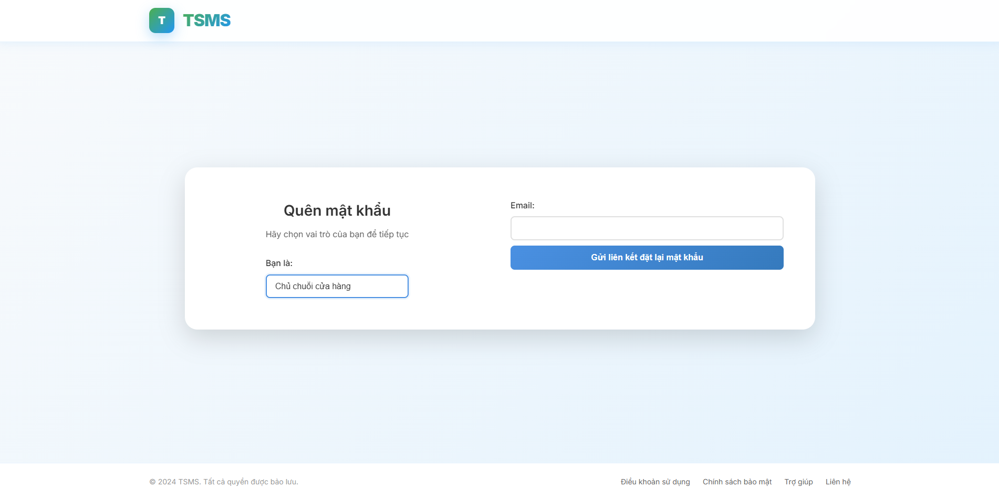 T
TSMS
Quên mật khẩu
Hãy chọn vai trò của bạn để tiếp tục
Bạn là:
Chủ chuỗi cửa hàng
Email:
Gửi liên kết đặt lại mật khẩu
© 2024 TSMS. Tất cả quyền được bảo lưu.
Điều khoản sử dụng Chính sách bảo mật Trợ giúp Liên hệ